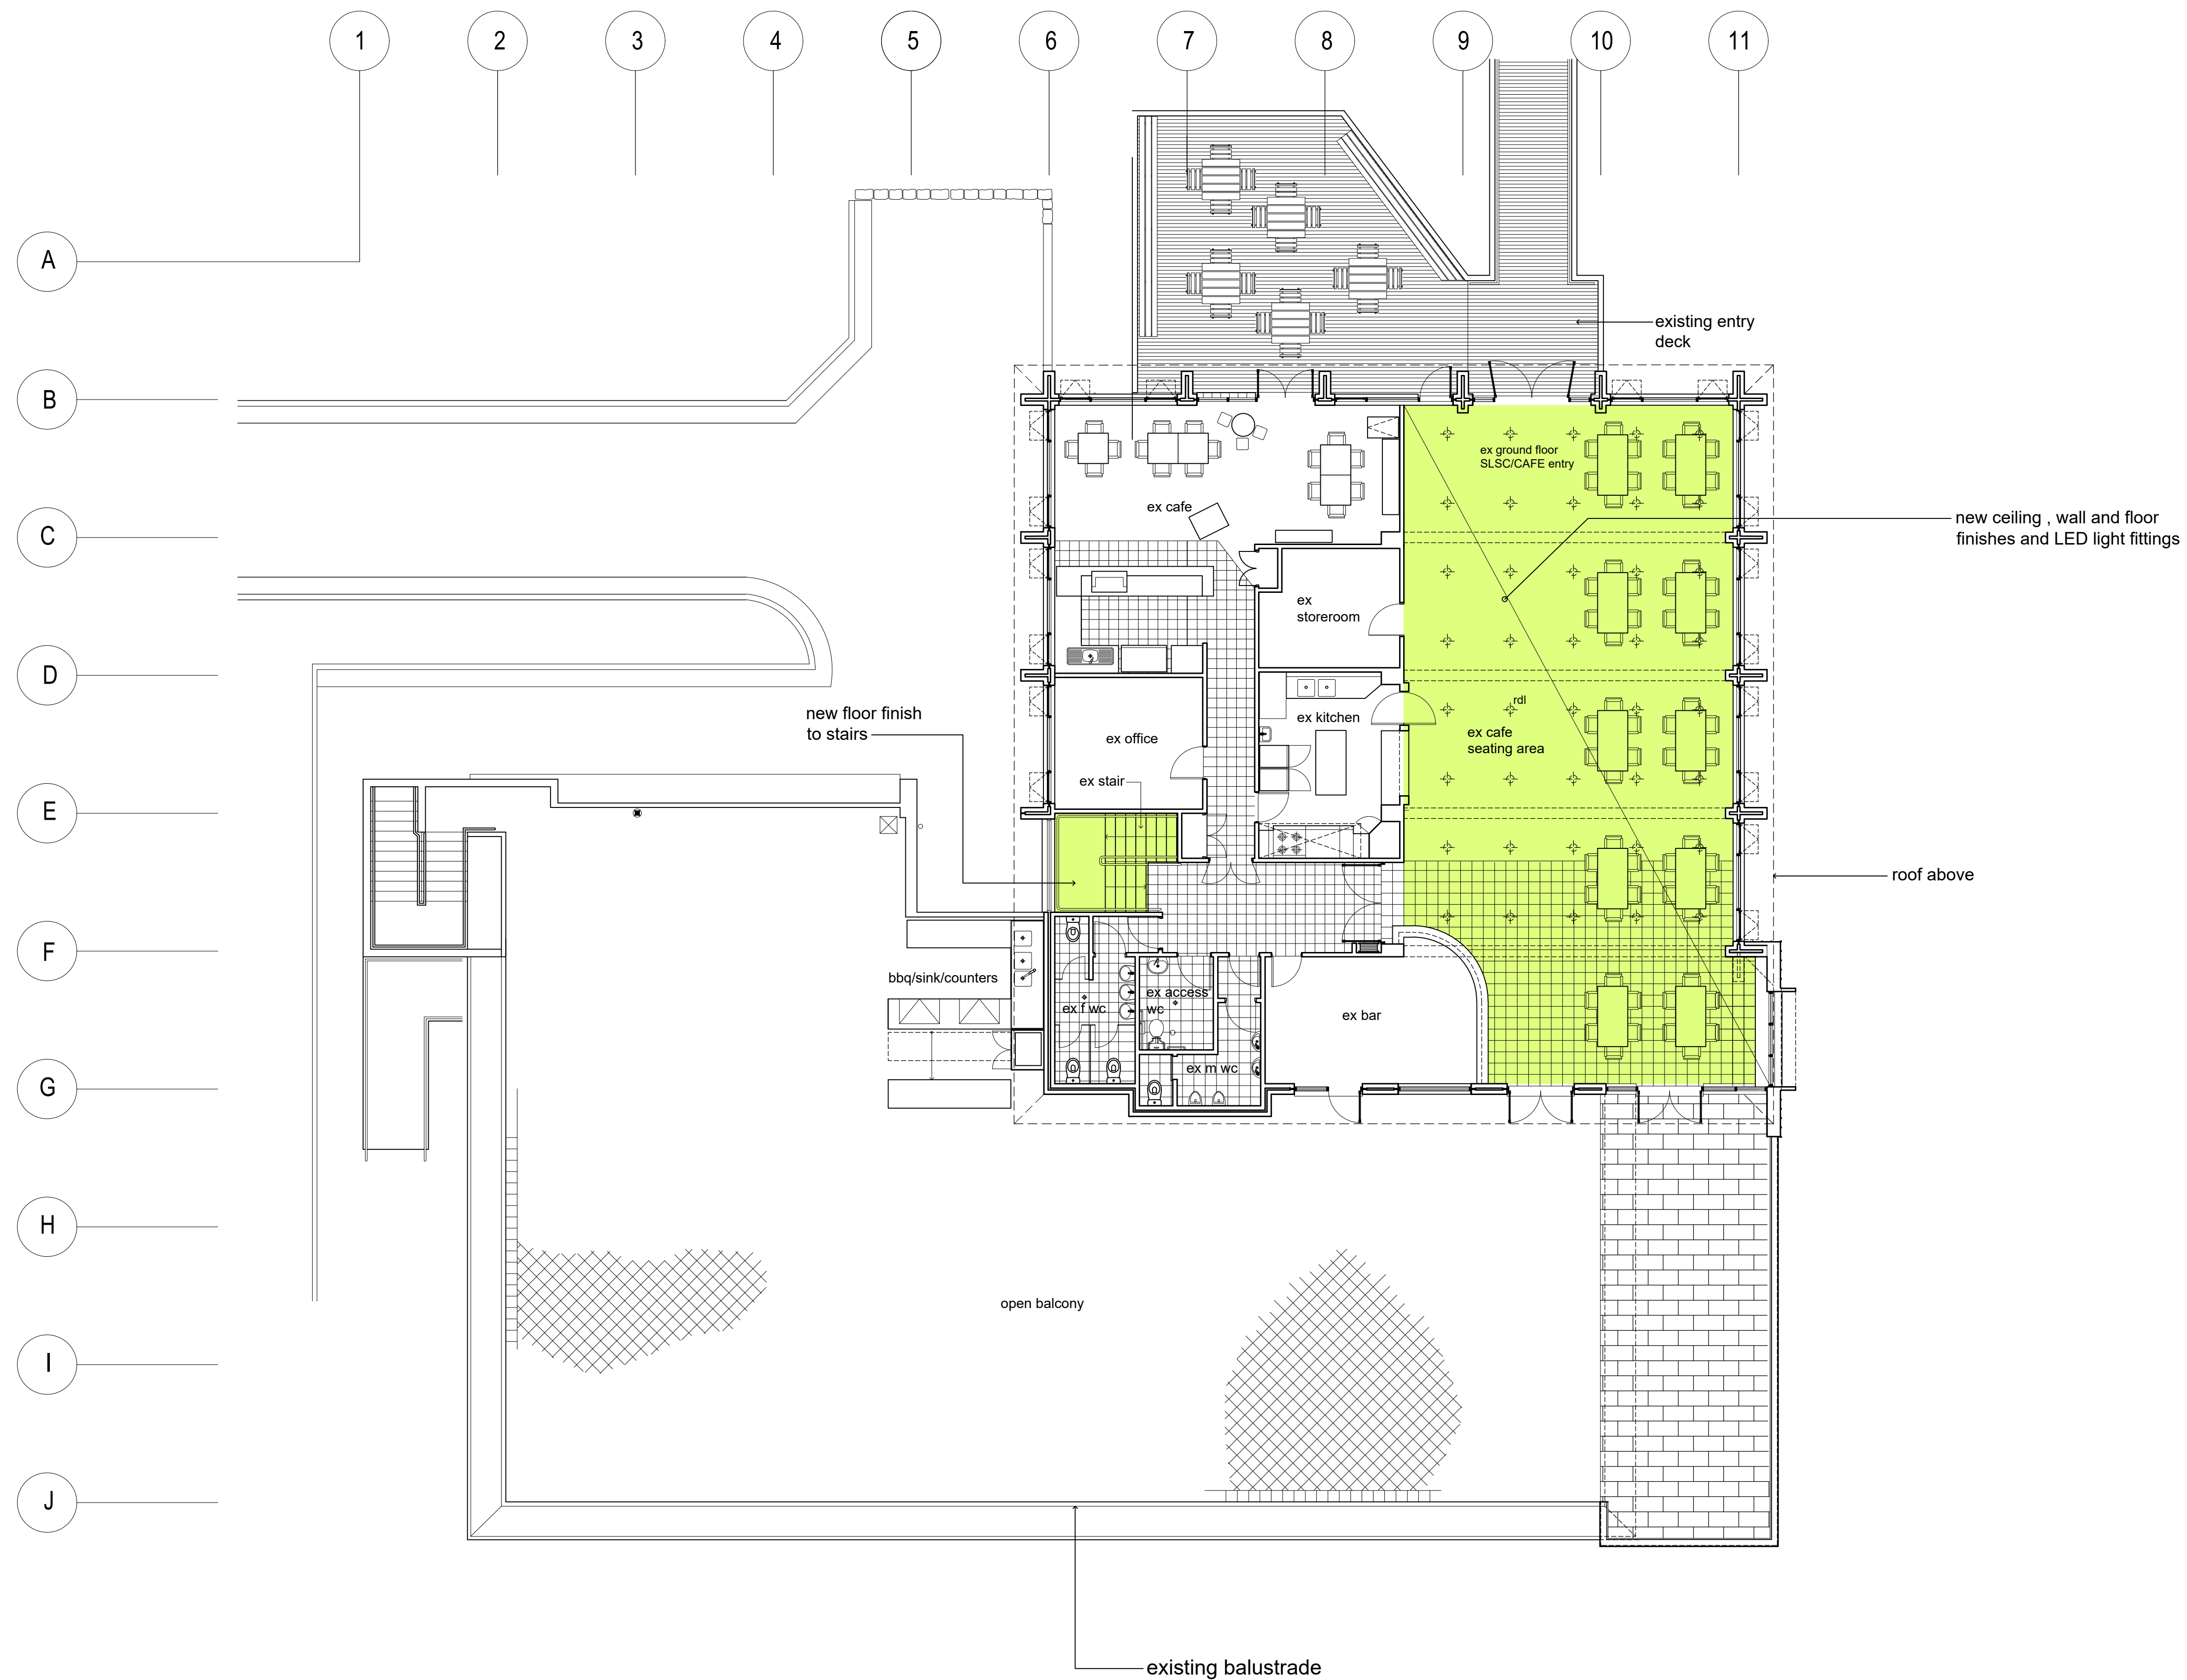 1
2
3
4
5
6
7
8
9
10
11
A
B
C
D
E
F
G
H
I
J
existing entry
deck
ex ground floor
SLSC/CAFE entry
ex cafe
new ceiling , wall and floor
finishes and LED light fittings
ex
storeroom
rdl
new floor finish
to stairs
ex kitchen
ex office
ex cafe
seating area
ex stair
roof above
bbq/sink/counters
ex f wc
ex access
wc
ex bar
ex m wc
open balcony
existing balustrade